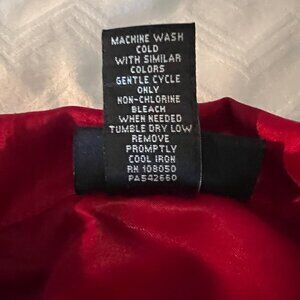 MACHINE WASH
COLD
WITH SIMILAR
COLORS
GENTLE CYCLE
ONLY
NON-CHLORINE
BLEACH
WHEN NEEDED
TUMBLE DRY LOW
REMOVE
PROMPTLY
COOL IRON
RN 108050
PA542660